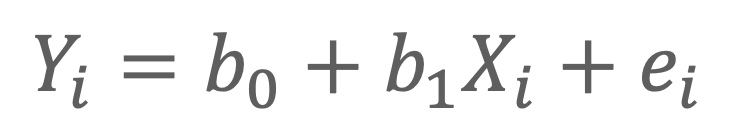 Yᵢ = b₀ + b₁Xᵢ + eᵢ